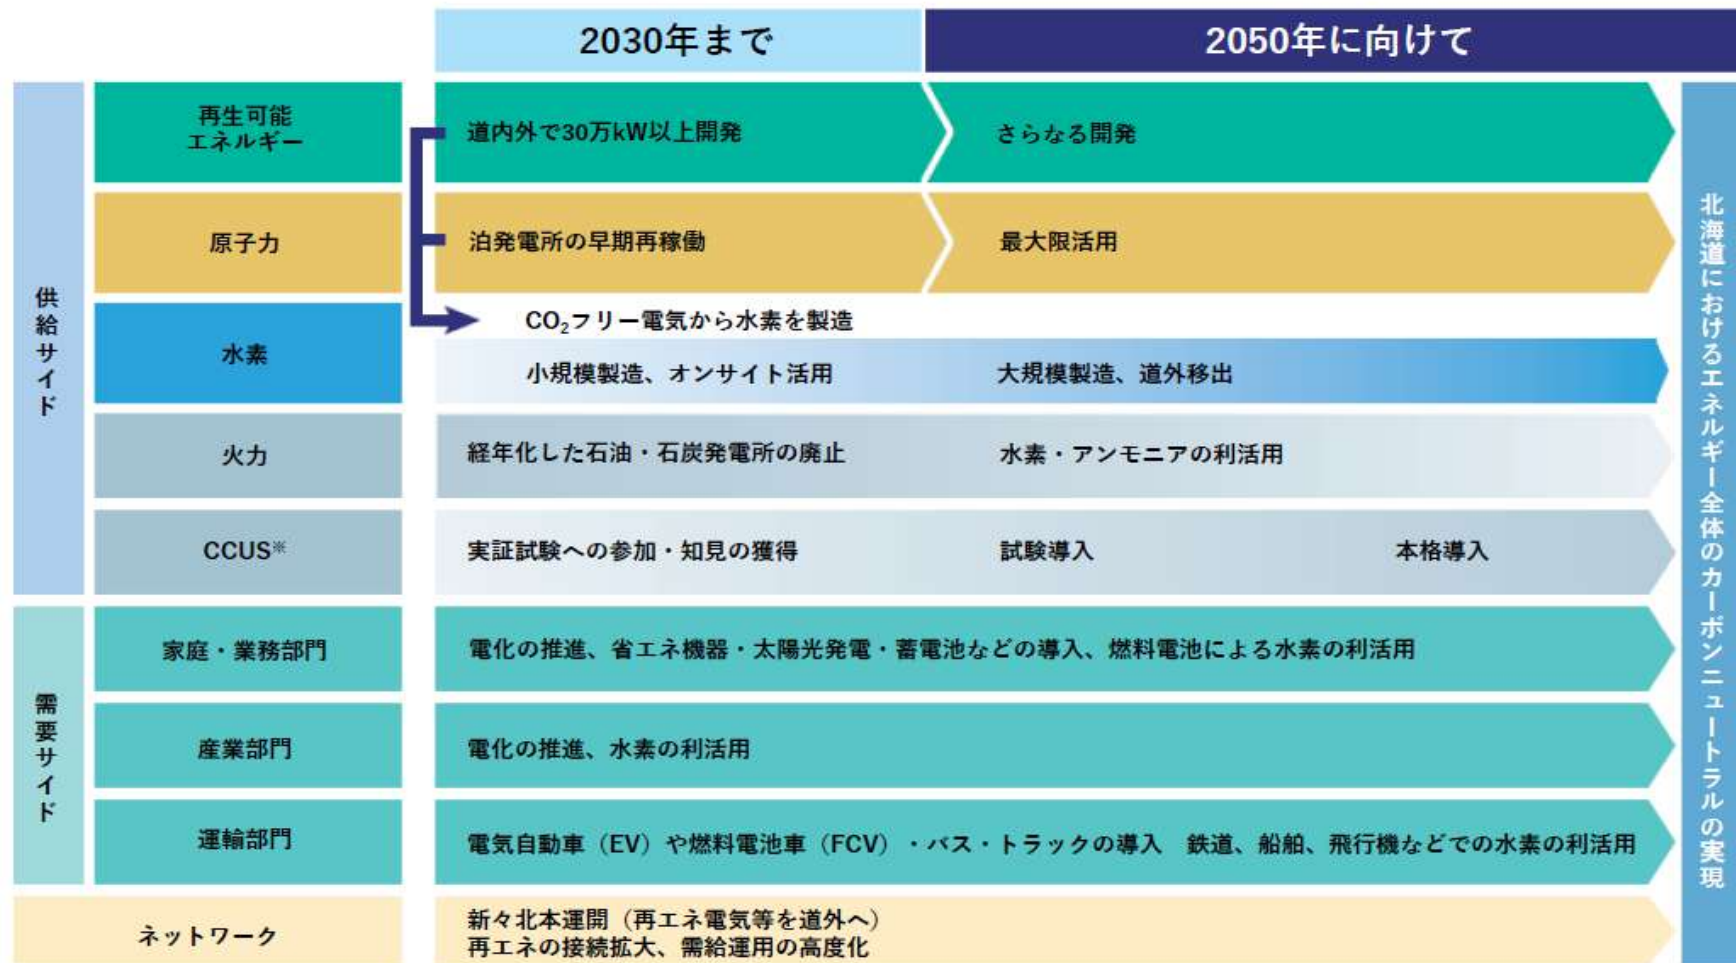 2030年まで
2050年に向けて
供給サイド
再生可能
エネルギー
道内外で30万kW以上開発
さらなる開発
原子力
泊発電所の早期再稼働
最大限活用
水素
CO₂フリー電気から水素を製造
小規模製造、オンサイト活用
大規模製造、道外移出
火力
経年化した石油・石炭発電所の廃止
水素・アンモニアの利活用
CCUS※
実証試験への参加・知見の獲得
試験導入
本格導入
需要サイド
家庭・業務部門
電化の推進、省エネ機器・太陽光発電・蓄電池などの導入、燃料電池による水素の利活用
産業部門
電化の推進、水素の利活用
運輸部門
電気自動車（EV）や燃料電池車（FCV）・バス・トラックの導入　鉄道、船舶、飛行機などでの水素の利活用
ネットワーク
新々北本運開（再エネ電気等を道外へ）
再エネの接続拡大、需給運用の高度化
北海道におけるエネルギー全体のカーボンニュートラルの実現